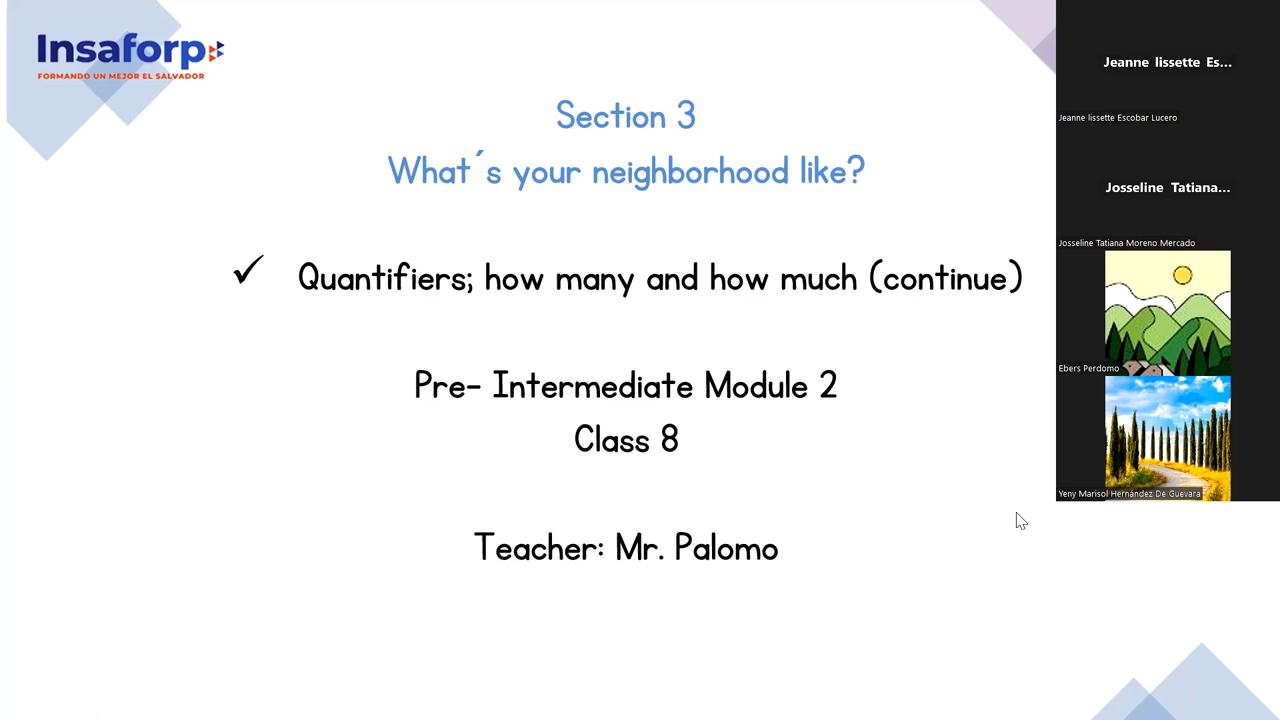 Insaforp
FORMANDO UN MEJOR EL SALVADOR
Section 3
What´s your neighborhood like?
✓ Quantifiers; how many and how much (continue)
Pre- Intermediate Module 2
Class 8
Teacher: Mr. Palomo
Jeanne lissette Es...
Jeanne lissette Escobar Lucero
Josseline Tatiana...
Josseline Tatiana Moreno Mercado
Ebers Perdomo
Yeny Marisol Hernández De Guevara